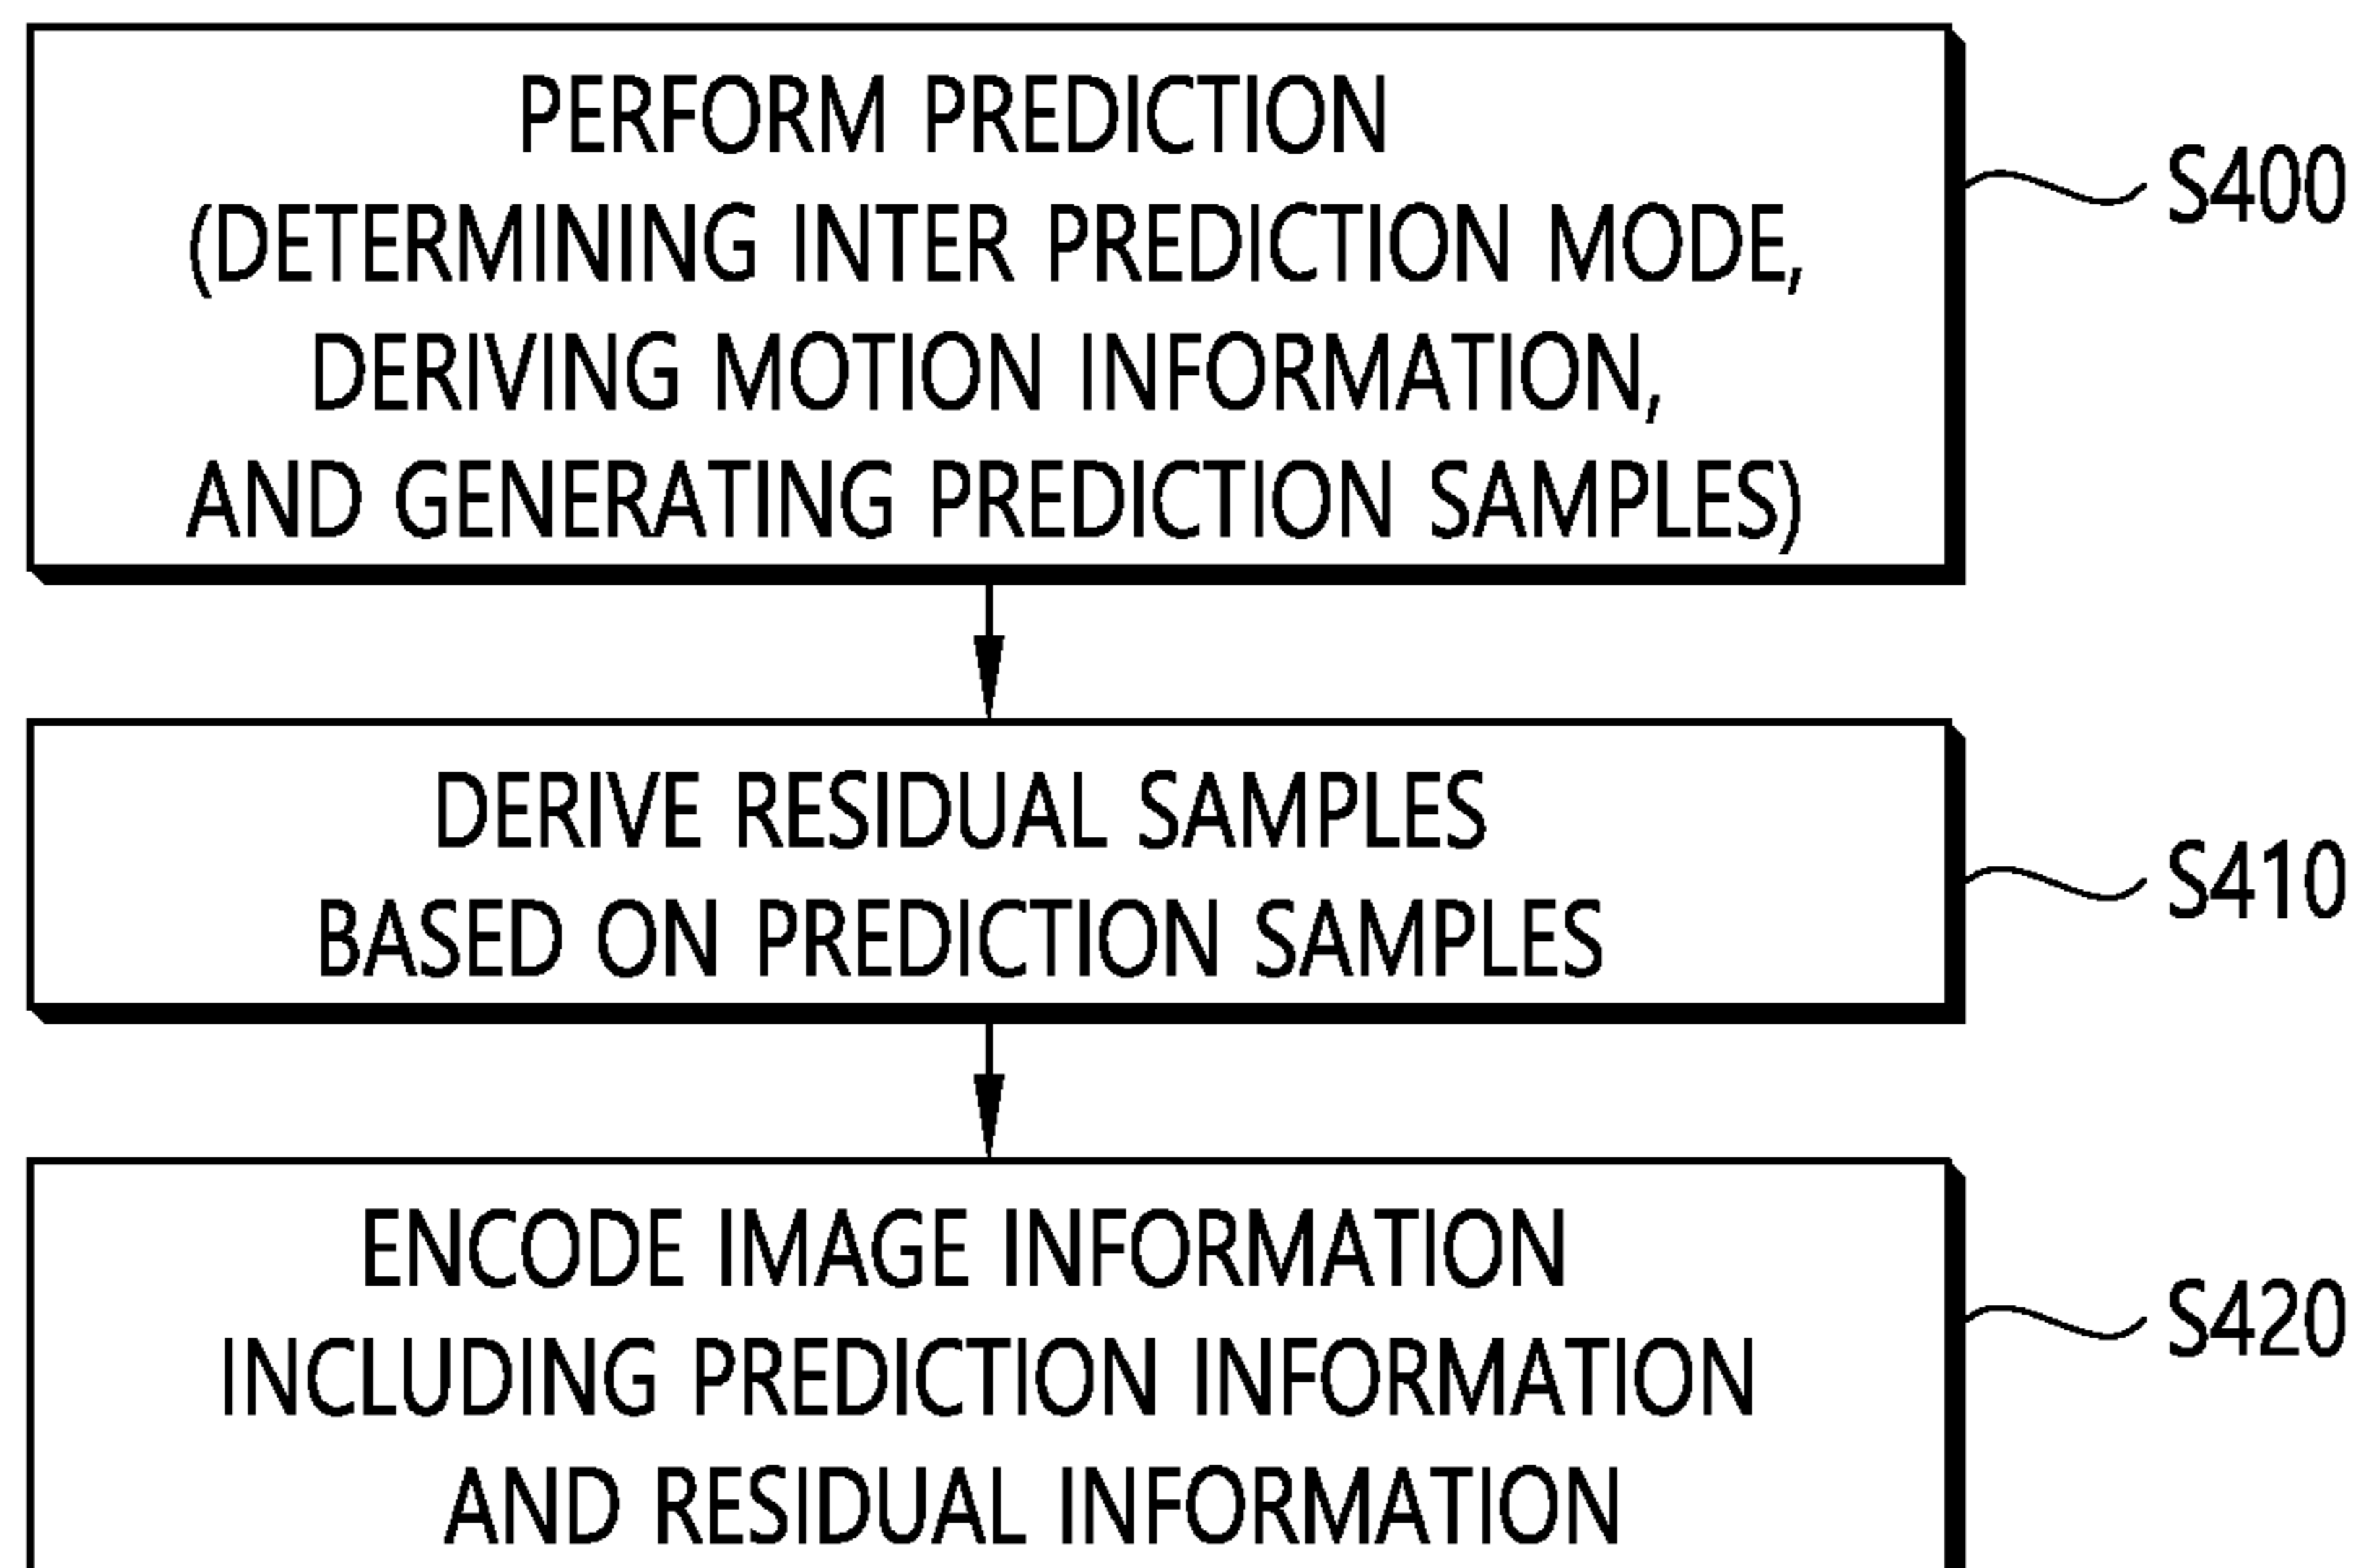 PERFORM PREDICTION
(DETERMINING INTER PREDICTION MODE,
DERIVING MOTION INFORMATION,
AND GENERATING PREDICTION SAMPLES)
S400
DERIVE RESIDUAL SAMPLES
BASED ON PREDICTION SAMPLES
S410
ENCODE IMAGE INFORMATION
INCLUDING PREDICTION INFORMATION
AND RESIDUAL INFORMATION
S420